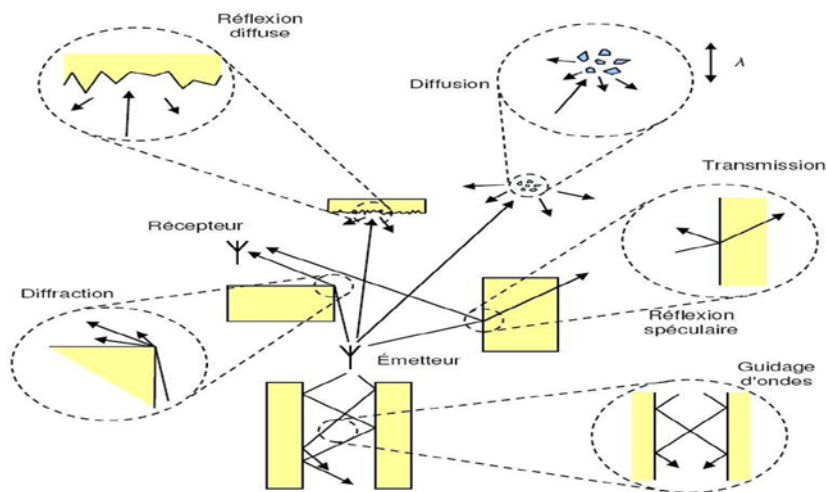 Réflexion
diffuse
Diffusion
λ
Transmission
Récepteur
Diffraction
Réflexion
spéculaire
Émetteur
Guidage
d'ondes